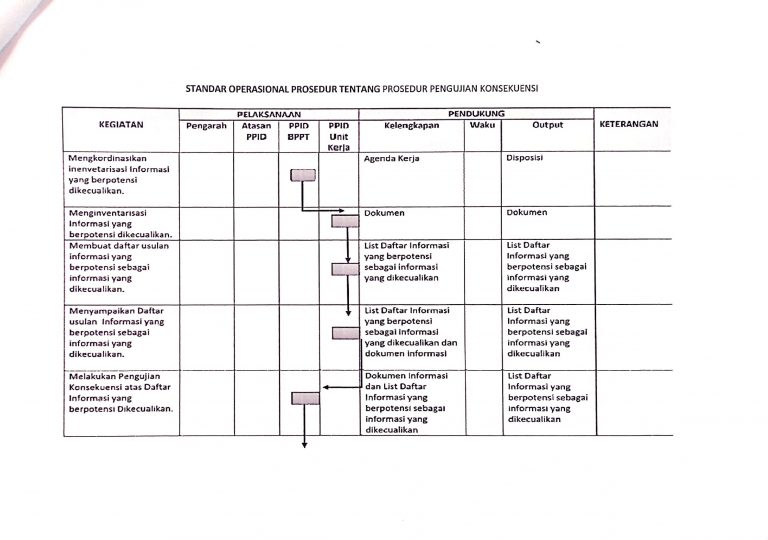 STANDAR OPERASIONAL PROSEDUR TENTANG PROSEDUR PENGUJIAN KONSEKUENSI
KEGIATAN
PELAKSANAAN
PENDUKUNG
KETERANGAN
Pengarah
Atasan
PPID
PPID
BPPT
PPID
Unit
Kerja
Kelengkapan
Waku
Output
Mengkordinasikan
inenvetarisasi Informasi
yang berpotensi
dikecualikan.
Agenda Kerja
Disposisi
Menginventarisasi
Informasi yang
berpotensi dikecualikan.
Dokumen
Dokumen
Membuat daftar usulan
informasi yang
berpotensi sebagai
informasi yang
dikecualikan.
List Daftar Informasi
yang berpotensi
sebagai informasi
yang dikecualikan
List Daftar
Informasi yang
berpotensi sebagai
informasi yang
dikecualikan
Menyampaikan Daftar
usulan Informasi yang
berpotensi sebagai
informasi yang
dikecualikan.
List Daftar Informasi
yang berpotensi
sebagai informasi
yang dikecualikan dan
dokumen informasi
List Daftar
Informasi yang
berpotensi sebagai
informasi yang
dikecualikan
Melakukan Pengujian
Konsekuensi atas Daftar
Informasi yang
berpotensi Dikecualikan.
Dokumen Informasi
dan List Daftar
Informasi yang
berpotensi sebagai
informasi yang
dikecualikan
List Daftar
Informasi yang
berpotensi sebagai
informasi yang
dikecualikan